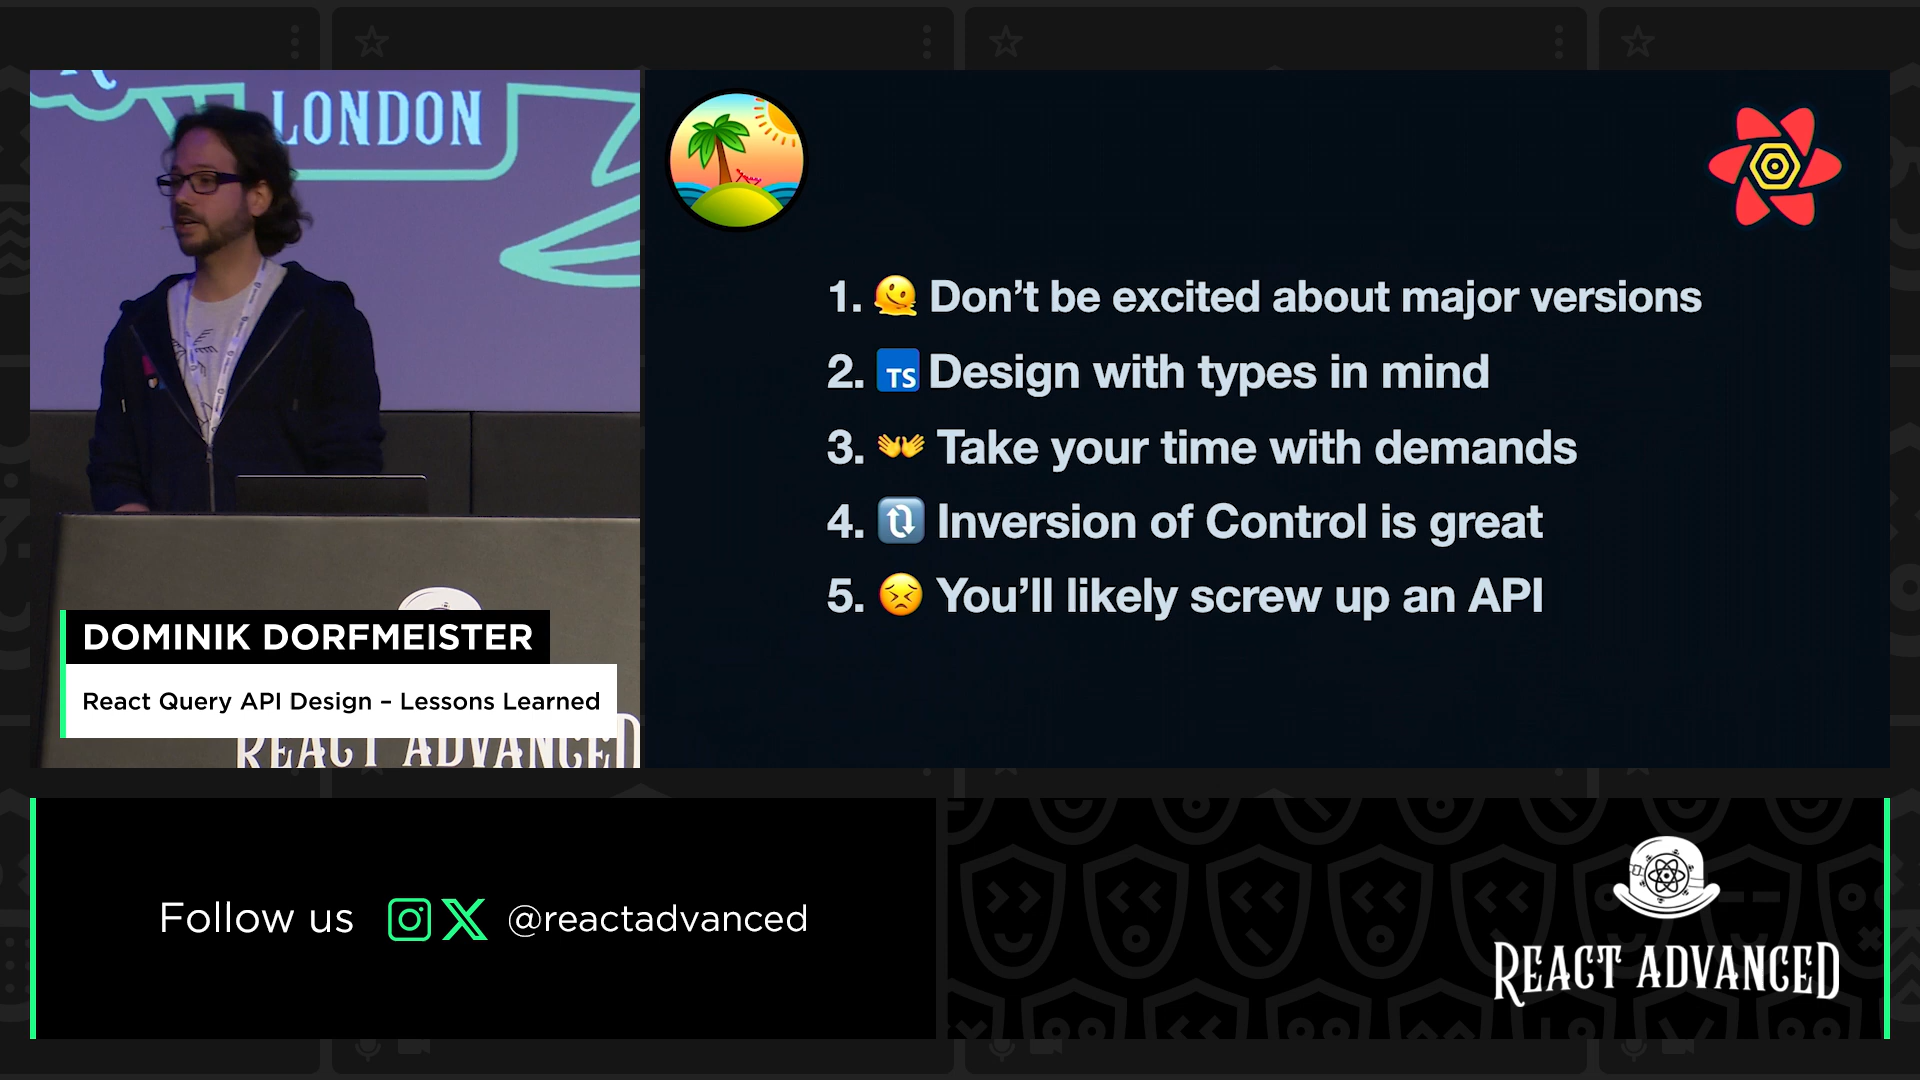 LONDON
1. 🫠 Don’t be excited about major versions
2. TS Design with types in mind
3. 👐 Take your time with demands
4. 🔃 Inversion of Control is great
5. 😣 You’ll likely screw up an API
DOMINIK DORFMEISTER
React Query API Design – Lessons Learned
REACT ADVANCED
Follow us @reactadvanced
REACT ADVANCED